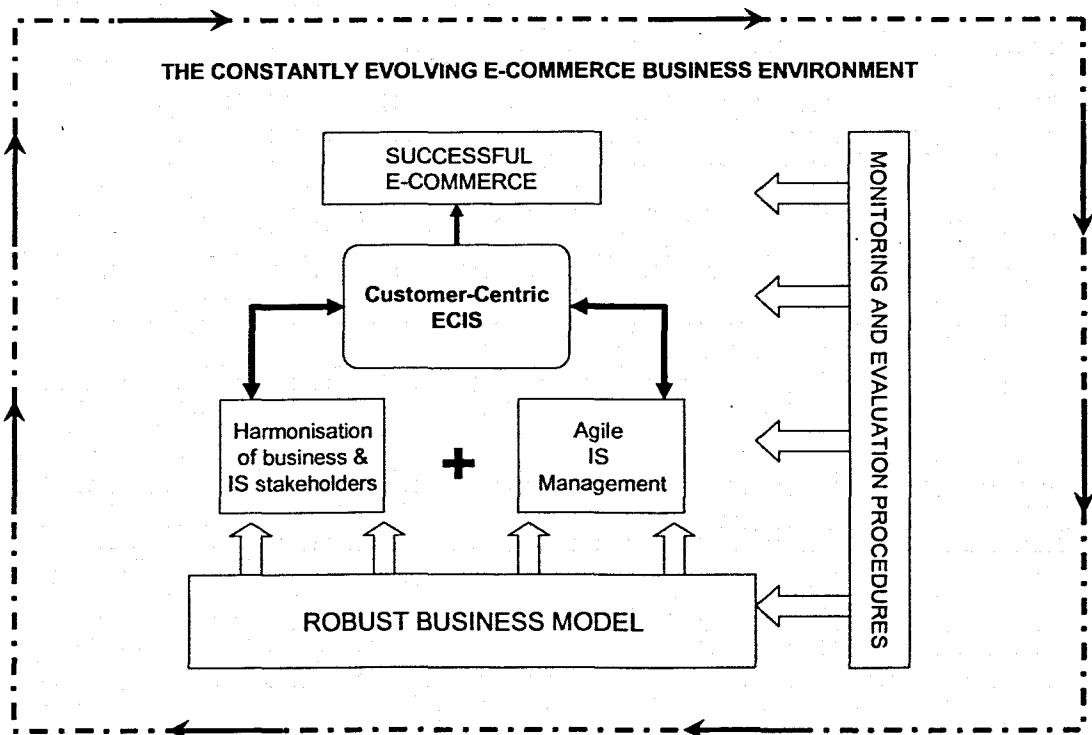 THE CONSTANTLY EVOLVING E-COMMERCE BUSINESS ENVIRONMENT
SUCCESSFUL
E-COMMERCE
Customer-Centric
ECIS
Harmonisation
of business &
IS stakeholders
+
Agile
IS
Management
ROBUST BUSINESS MODEL
MONITORING AND EVALUATION PROCEDURES